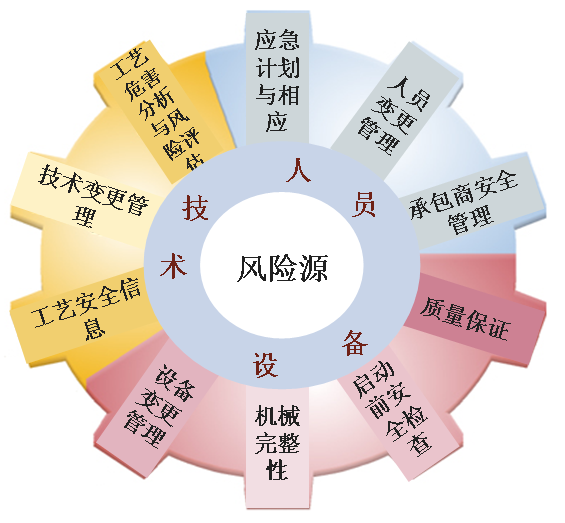 应急
计划
与相
应
人员
变更
管理
承包商安全
管理
质量保证
启动
前安
全检
查
机械
完整
性
设备
变更
管理
工艺安全信
息
技术变更管
理
工艺
危害
分析
与风
险评
估
人员
设备
技术
风险源